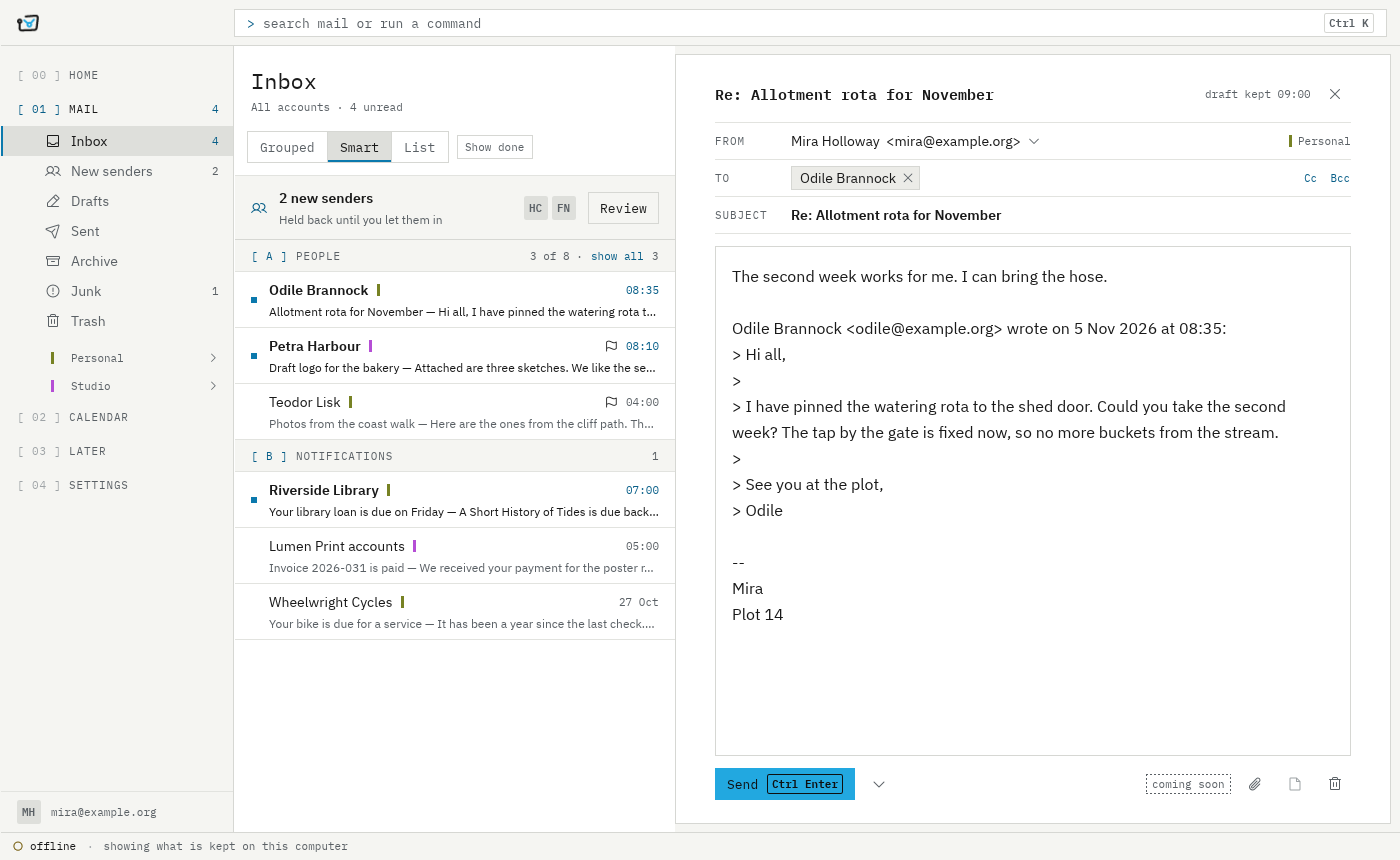 > search mail or run a command
Ctrl K
[ 00 ] HOME
[ 01 ] MAIL 4
Inbox 4
New senders 2
Drafts
Sent
Archive
Junk 1
Trash
Personal
Studio
[ 02 ] CALENDAR
[ 03 ] LATER
[ 04 ] SETTINGS
MH mira@example.org
Inbox
All accounts · 4 unread
Grouped Smart List Show done
2 new senders
Held back until you let them in
HC FN Review
[ A ] PEOPLE 3 of 8 · show all 3
Odile Brannock 08:35
Allotment rota for November — Hi all, I have pinned the watering rota t…
Petra Harbour 08:10
Draft logo for the bakery — Attached are three sketches. We like the se…
Teodor Lisk 04:00
Photos from the coast walk — Here are the ones from the cliff path. Th…
[ B ] NOTIFICATIONS 1
Riverside Library 07:00
Your library loan is due on Friday — A Short History of Tides is due back…
Lumen Print accounts 05:00
Invoice 2026-031 is paid — We received your payment for the poster r…
Wheelwright Cycles 27 Oct
Your bike is due for a service — It has been a year since the last check.…
Re: Allotment rota for November draft kept 09:00
FROM Mira Holloway <mira@example.org> Personal
TO Odile Brannock Cc Bcc
SUBJECT Re: Allotment rota for November
The second week works for me. I can bring the hose.
Odile Brannock <odile@example.org> wrote on 5 Nov 2026 at 08:35:
> Hi all,
>
> I have pinned the watering rota to the shed door. Could you take the second
week? The tap by the gate is fixed now, so no more buckets from the stream.
>
> See you at the plot,
> Odile
--
Mira
Plot 14
Send Ctrl Enter coming soon
offline · showing what is kept on this computer